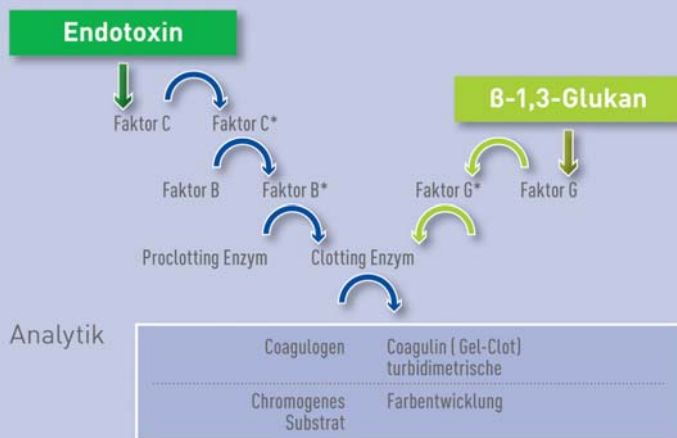 Endotoxin
ß-1,3-Glukan
Faktor C Faktor C*
Faktor B Faktor B* Faktor G* Faktor G
Proclotting Enzym Clotting Enzym
Analytik
Coagulogen Coagulin ( Gel-Clot)
turbidimetrische
Chromogenes Farbentwicklung
Substrat